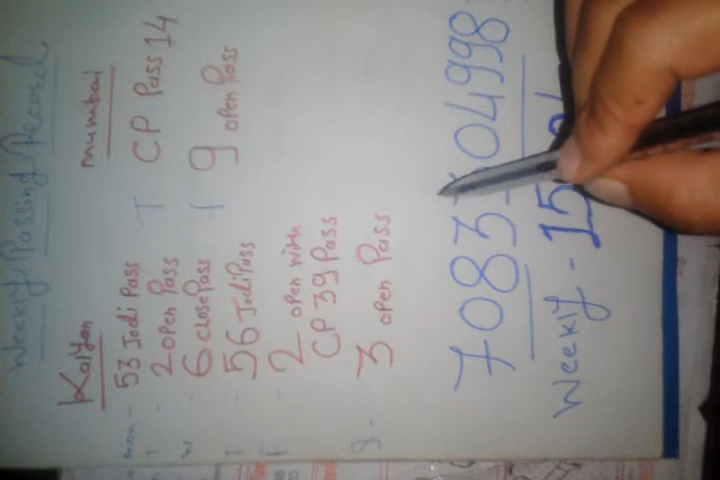 Weekly Passing Record
Kalyan Mumbai
mon - 53 Jodi Pass
T - 2 open Pass T CP Pass 14
W - 6 close Pass
T - 56 Jodi Pass f 9 open Pass
f - 2 open with
CP 39 Pass
g - 3 open Pass
7083 04998
Weekly - 15